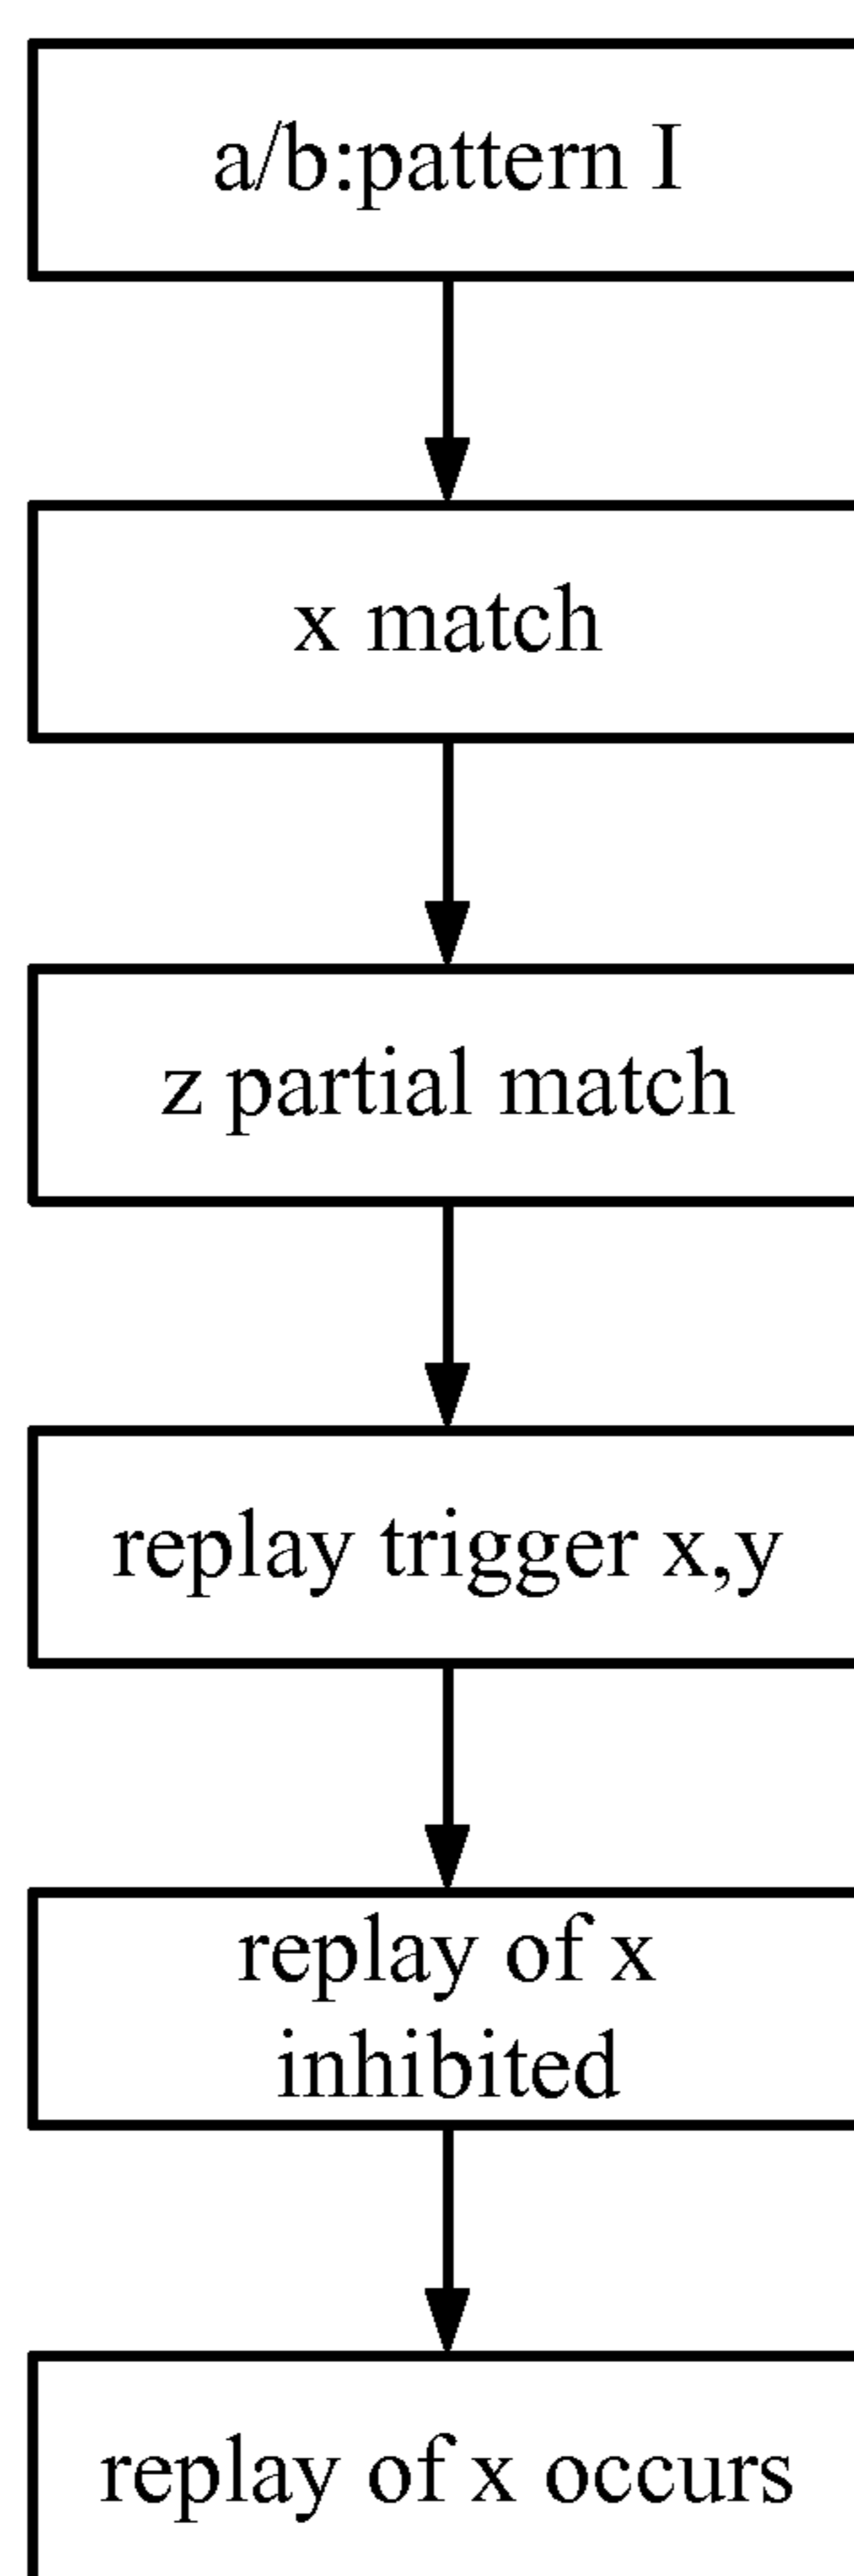 a/b:pattern I
x match
z partial match
replay trigger x,y
replay of x
inhibited
replay of x occurs